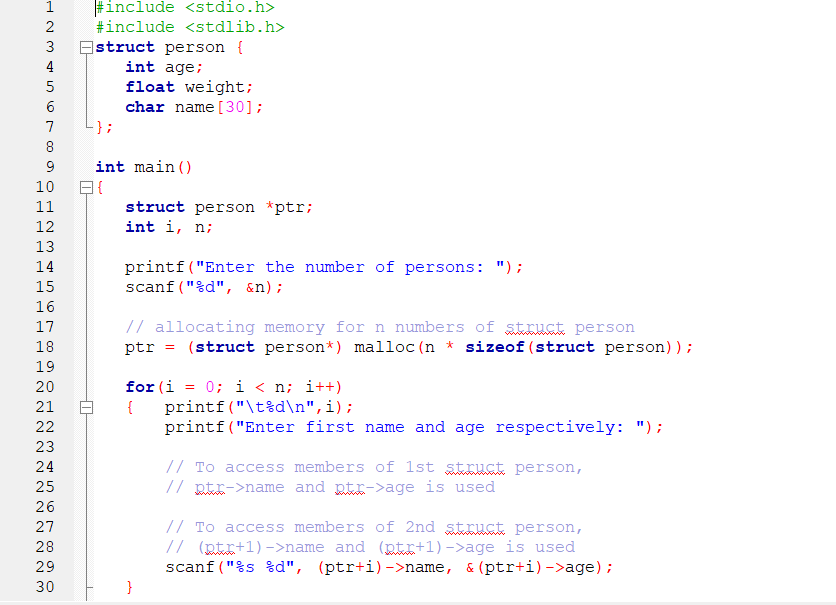 1 #include <stdio.h>
2 #include <stdlib.h>
3 struct person {
4 int age;
5 float weight;
6 char name[30];
7 };
8
9 int main()
10 {
11 struct person *ptr;
12 int i, n;
13
14 printf("Enter the number of persons: ");
15 scanf("%d", &n);
16
17 // allocating memory for n numbers of struct person
18 ptr = (struct person*) malloc(n * sizeof(struct person));
19
20 for(i = 0; i < n; i++)
21 { printf("\t%d\n",i);
22 printf("Enter first name and age respectively: ");
23
24 // To access members of 1st struct person,
25 // ptr->name and ptr->age is used
26
27 // To access members of 2nd struct person,
28 // (ptr+1)->name and (ptr+1)->age is used
29 scanf("%s %d", (ptr+i)->name, &(ptr+i)->age);
30 }